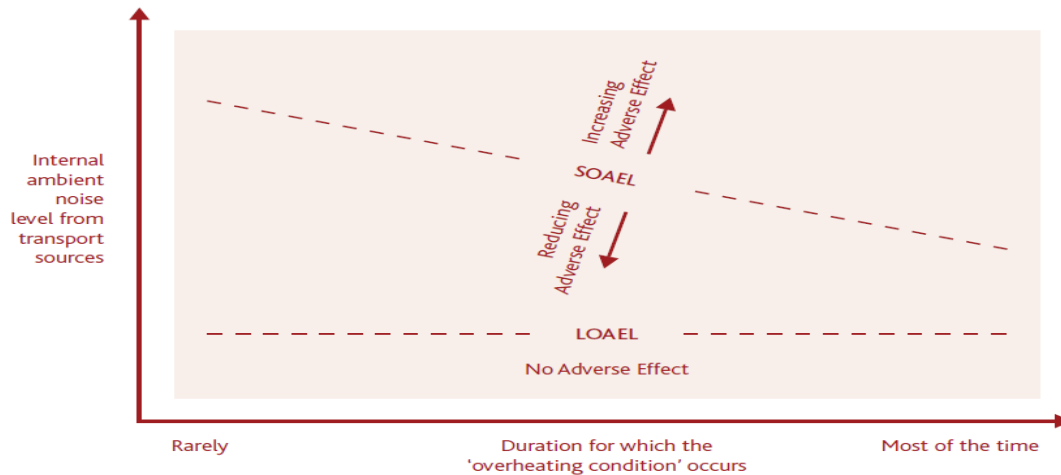 Increasing
Adverse Effect
SOAEL
Reducing
Adverse Effect
Internal
ambient
noise
level from
transport
sources
LOAEL
No Adverse Effect
Rarely
Duration for which the
'overheating condition' occurs
Most of the time